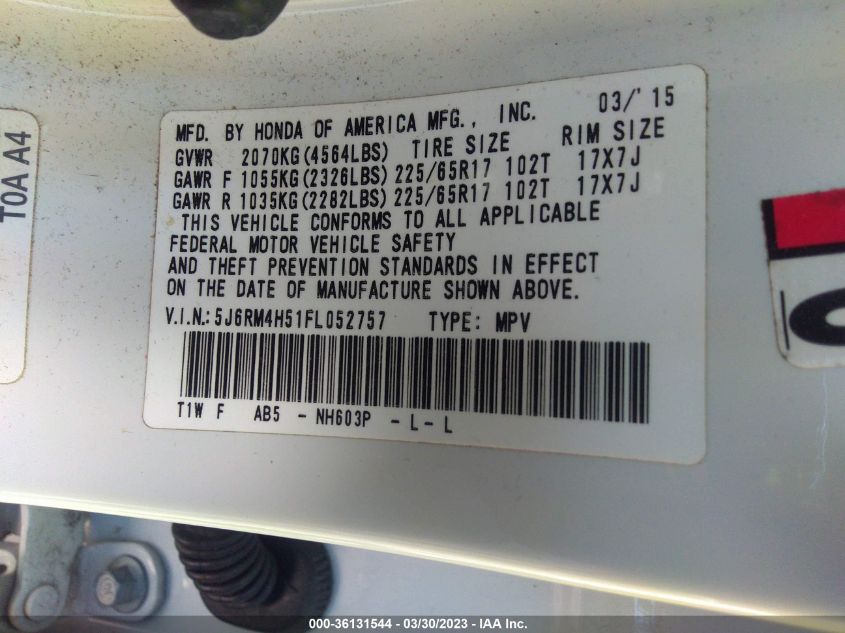 T0A A4
MFD. BY HONDA OF AMERICA MFG., INC. 03/'15
GVWR 2070KG(4564LBS) TIRE SIZE RIM SIZE
GAWR F 1055KG(2326LBS) 225/65R17 102T 17X7J
GAWR R 1035KG(2282LBS) 225/65R17 102T 17X7J
THIS VEHICLE CONFORMS TO ALL APPLICABLE
FEDERAL MOTOR VEHICLE SAFETY
AND THEFT PREVENTION STANDARDS IN EFFECT
ON THE DATE OF MANUFACTURE SHOWN ABOVE.
V.I.N.: 5J6RM4H51FL052757 TYPE: MPV
T1W F AB5 - NH603P - L - L
000-36131544 - 03/30/2023 - IAA Inc.